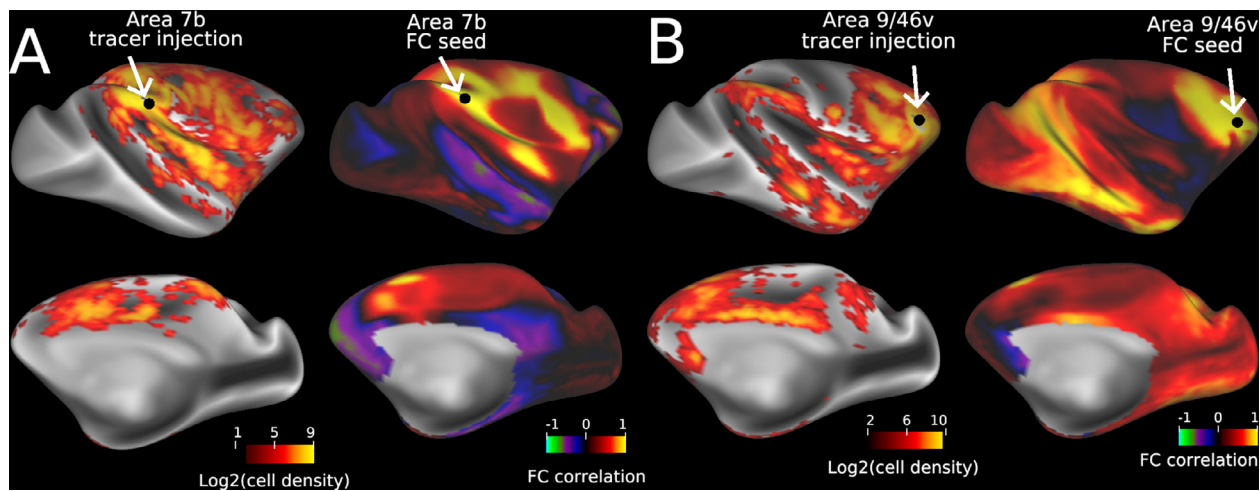 A
Area 7b
tracer injection
Area 7b
FC seed
B
Area 9/46v
tracer injection
Area 9/46v
FC seed
1 5 9
Log2(cell density)
-1 0 1
FC correlation
2 6 10
Log2(cell density)
-1 0 1
FC correlation